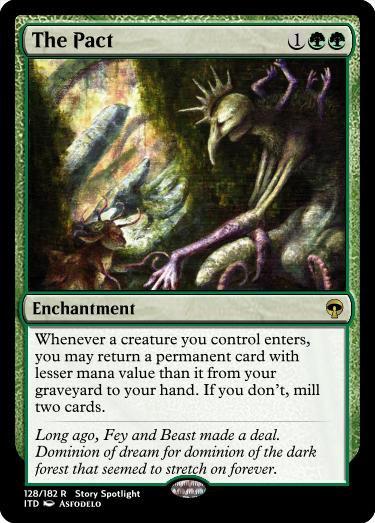 The Pact 1
Enchantment
Whenever a creature you control enters,
you may return a permanent card with
lesser mana value than it from your
graveyard to your hand. If you don't, mill
two cards.
Long ago, Fey and Beast made a deal.
Dominion of dream for dominion of the dark
forest that seemed to stretch on forever.
128/182 R Story Spotlight
ITD Asfodelo